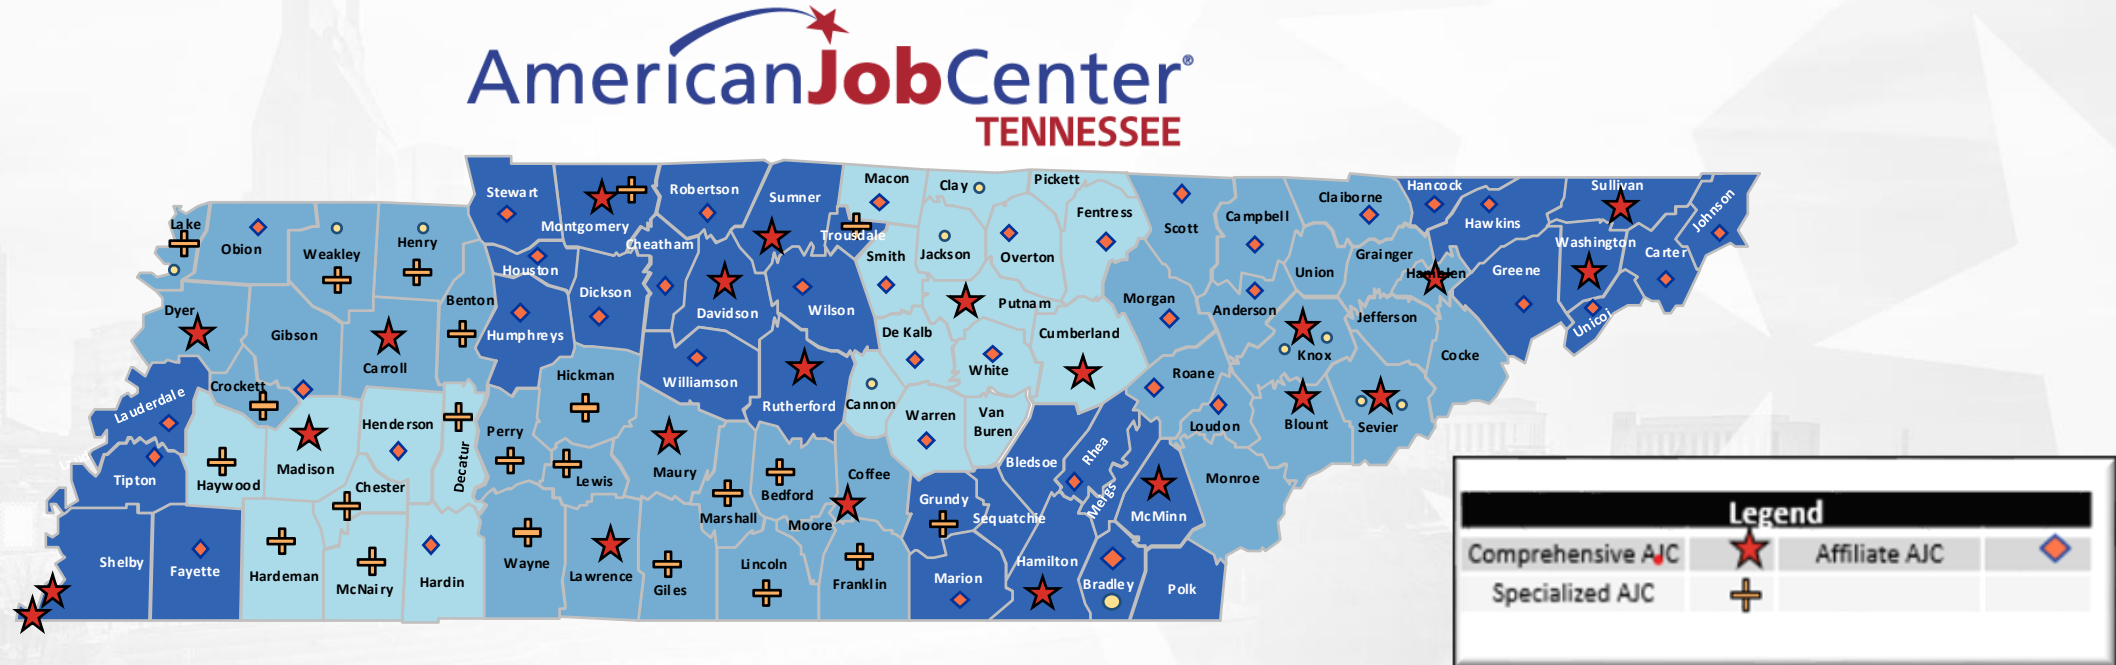 AmericanJobCenter®
TENNESSEE
Stewart
Montgomery
Robertson
Sumner
Macon
Clay
Pickett
Fentress
Scott
Campbell
Claiborne
Hancock
Hawkins
Sullivan
Johnson
Lake
Obion
Weakley
Henry
Houston
Cheatham
Trousdale
Smith
Jackson
Overton
Union
Grainger
Hamblen
Greene
Washington
Carter
Unicoi
Dyer
Gibson
Carroll
Benton
Humphreys
Dickson
Davidson
Wilson
De Kalb
Putnam
Cumberland
Morgan
Anderson
Knox
Jefferson
Cocke
Lauderdale
Crockett
Henderson
Decatur
Perry
Hickman
Williamson
Rutherford
Cannon
Warren
White
Van
Buren
Roane
Loudon
Blount
Sevier
Tipton
Haywood
Madison
Chester
Lewis
Maury
Marshall
Bedford
Coffee
Moore
Grundy
Sequatchie
Bledsoe
Rhea
Meigs
McMinn
Monroe
Shelby
Fayette
Hardeman
McNairy
Hardin
Wayne
Lawrence
Giles
Lincoln
Franklin
Marion
Hamilton
Bradley
Polk
Legend
Comprehensive AJC
Affiliate AJC
Specialized AJC